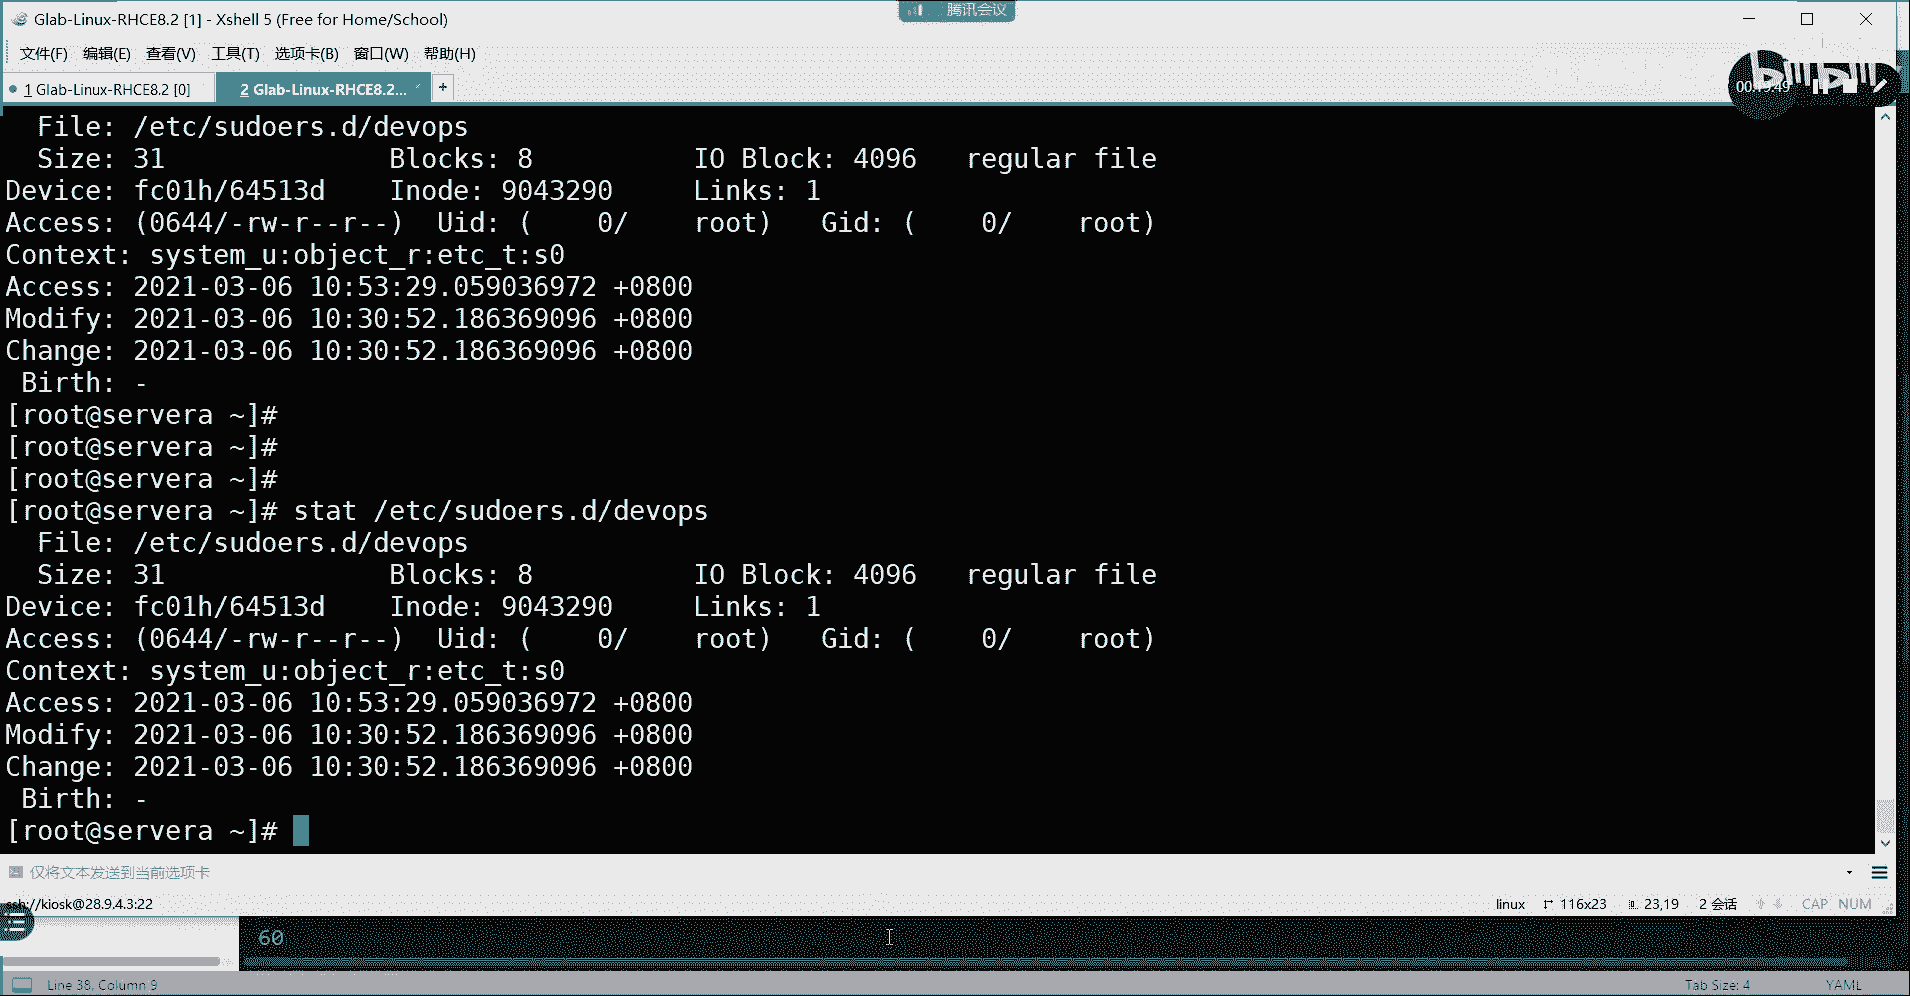 Glab-Linux-RHCE8.2 [1] - Xshell 5 (Free for Home/School)
腾讯会议
文件(F) 编辑(E) 查看(V) 工具(T) 选项卡(B) 窗口(W) 帮助(H)
1 Glab-Linux-RHCE8.2 [0] 2 Glab-Linux-RHCE8.2... +
  File: /etc/sudoers.d/devops
  Size: 31              Blocks: 8          IO Block: 4096   regular file
Device: fc01h/64513d    Inode: 9043290     Links: 1
Access: (0644/-rw-r--r--)  Uid: (    0/    root)   Gid: (    0/    root)
Context: system_u:object_r:etc_t:s0
Access: 2021-03-06 10:53:29.059036972 +0800
Modify: 2021-03-06 10:30:52.186369096 +0800
Change: 2021-03-06 10:30:52.186369096 +0800
 Birth: -
[root@servera ~]#
[root@servera ~]#
[root@servera ~]#
[root@servera ~]# stat /etc/sudoers.d/devops
  File: /etc/sudoers.d/devops
  Size: 31              Blocks: 8          IO Block: 4096   regular file
Device: fc01h/64513d    Inode: 9043290     Links: 1
Access: (0644/-rw-r--r--)  Uid: (    0/    root)   Gid: (    0/    root)
Context: system_u:object_r:etc_t:s0
Access: 2021-03-06 10:53:29.059036972 +0800
Modify: 2021-03-06 10:30:52.186369096 +0800
Change: 2021-03-06 10:30:52.186369096 +0800
 Birth: -
[root@servera ~]#
仅将文本发送到当前选项卡
ssh://kiosk@28.9.4.3:22 linux 116x23 23,19 2 会话 CAP NUM
60
Line 38, Column 9 Tab Size: 4 YAML